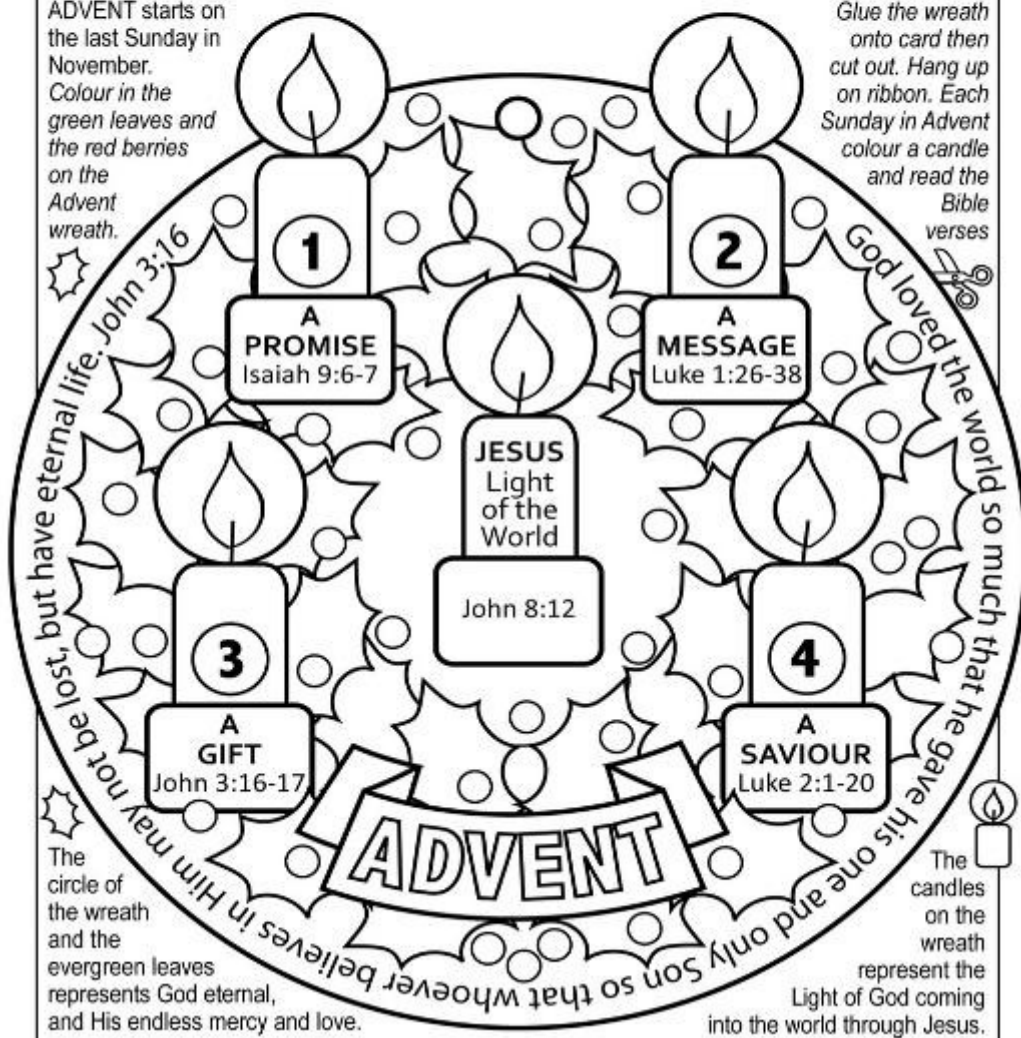 ADVENT starts on
the last Sunday in
November.
Colour in the
green leaves and
the red berries
on the
Advent
wreath.
Glue the wreath
onto card then
cut out. Hang up
on ribbon. Each
Sunday in Advent
colour a candle
and read the
Bible
verses
1
A
PROMISE
Isaiah 9:6-7
2
A
MESSAGE
Luke 1:26-38
JESUS
Light
of the
World
John 8:12
3
A
GIFT
John 3:16-17
4
A
SAVIOUR
Luke 2:1-20
ADVENT
God loved the world so much that he gave his one and only Son so that whoever believes in Him may not be lost, but have eternal life. John 3:16
The
circle of
the wreath
and the
evergreen leaves
represents God eternal,
and His endless mercy and love.
The
candles
on the
wreath
represent the
Light of God coming
into the world through Jesus.